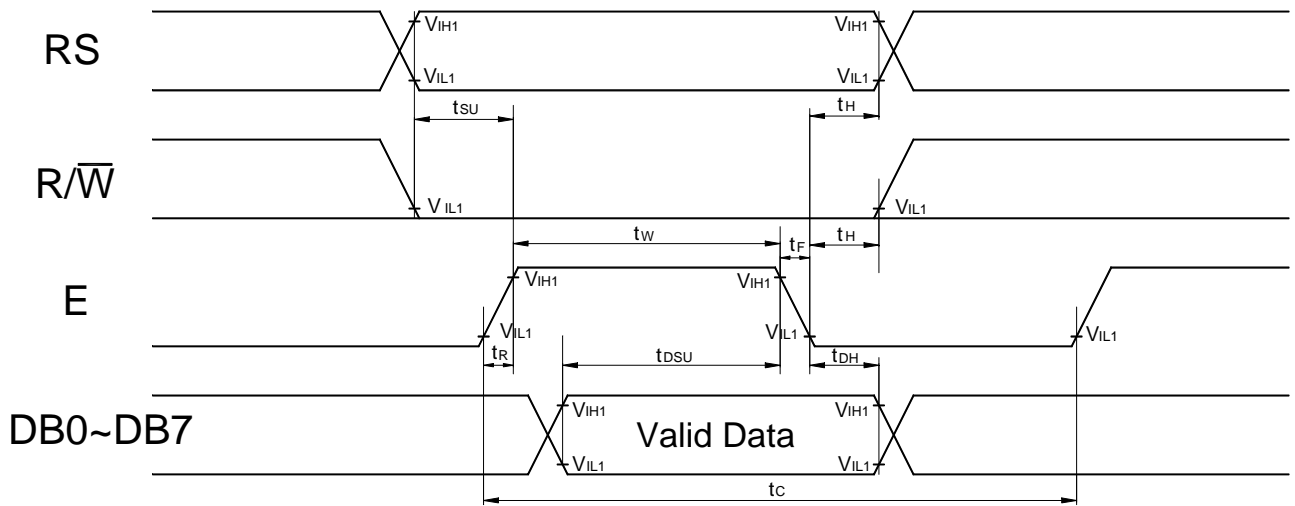 VIH1 VIH1
RS
VIL1 VIL1
tSU tH
R/W̅
VIL1 VIL1
tW tF tH
VIH1 VIH1
E
VIL1 VIL1 VIL1
tR tDSU tDH
VIH1 VIH1
DB0~DB7 Valid Data
VIL1 VIL1
tC